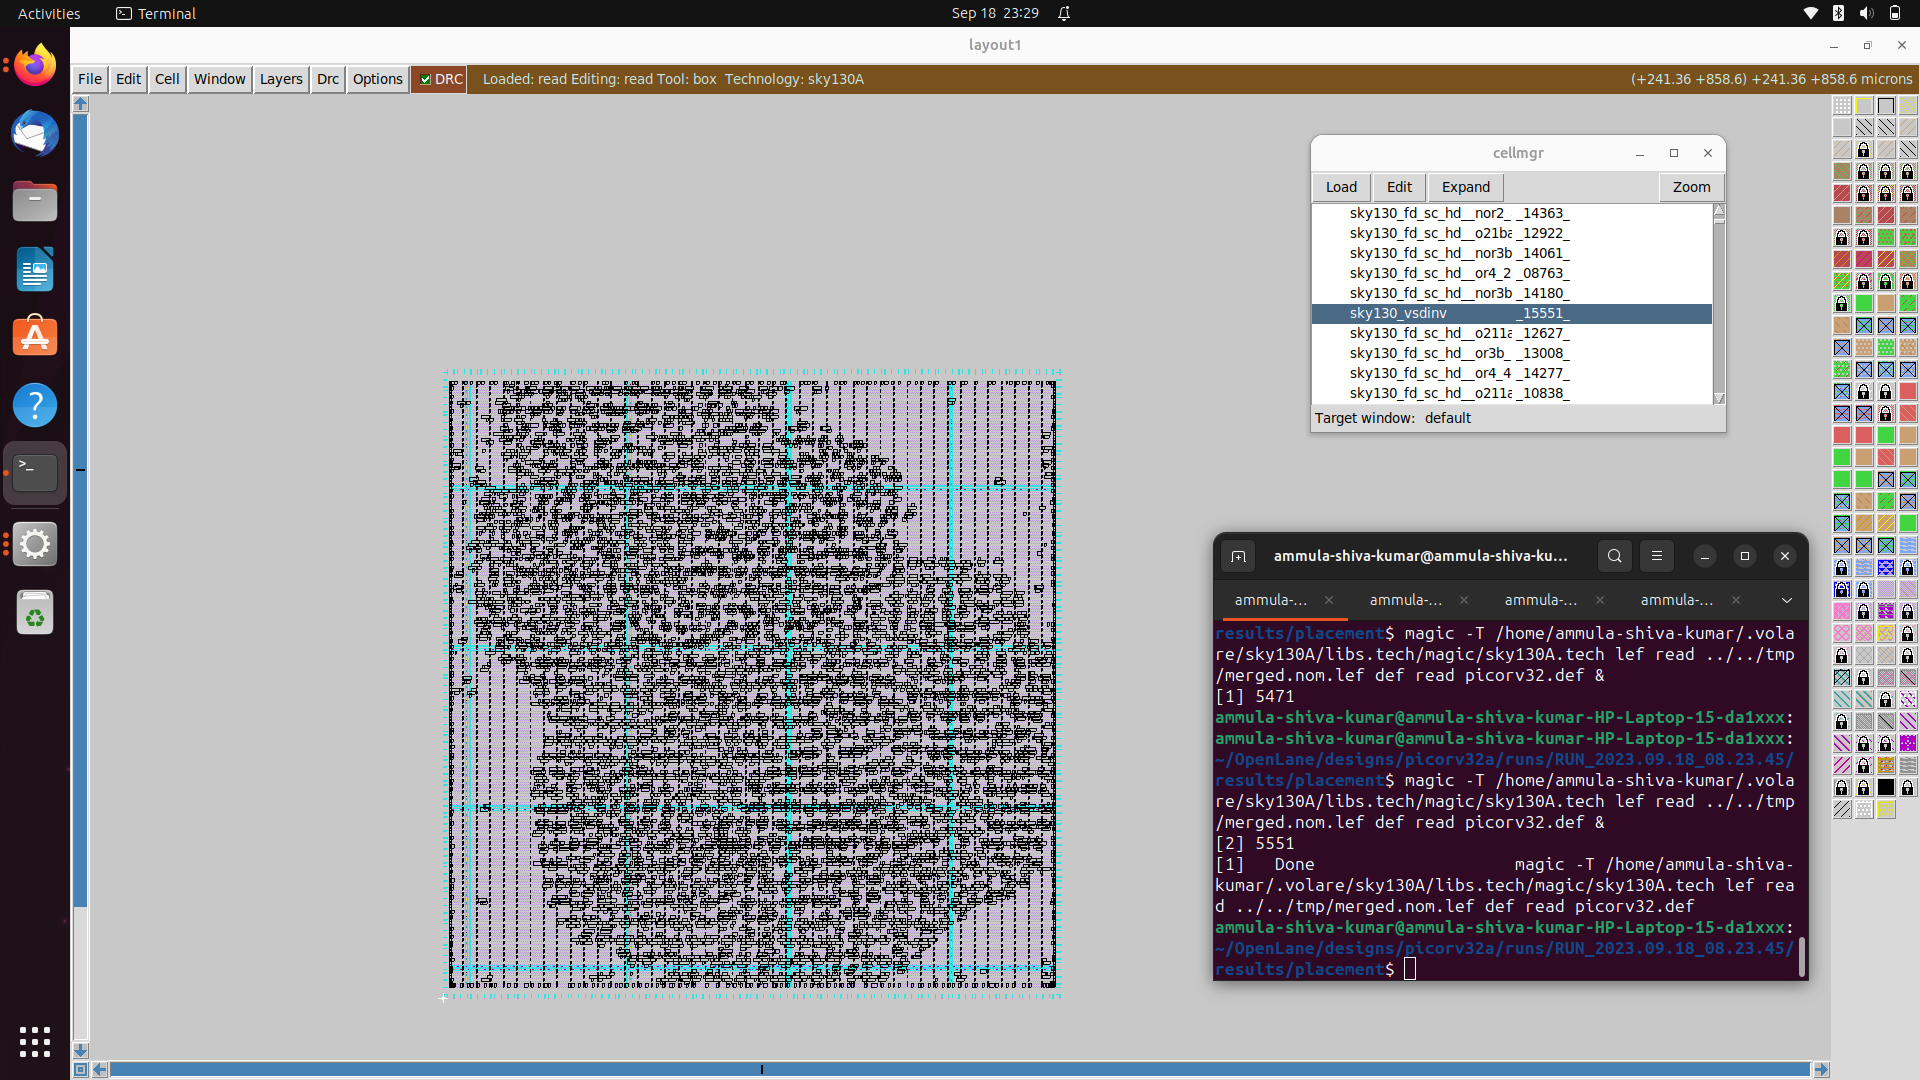 Activities
Terminal
Sep 18 23:29
layout1
File
Edit
Cell
Window
Layers
Drc
Options
DRC
Loaded: read Editing: read Tool: box Technology: sky130A
(+241.36 +858.6) +241.36 +858.6 microns
cellmgr
Load
Edit
Expand
Zoom
sky130_fd_sc_hd__nor2_ _14363_
sky130_fd_sc_hd__o21ba _12922_
sky130_fd_sc_hd__nor3b _14061_
sky130_fd_sc_hd__or4_2 _08763_
sky130_fd_sc_hd__nor3b _14180_
sky130_vsdinv _15551_
sky130_fd_sc_hd__o211a _12627_
sky130_fd_sc_hd__or3b_ _13008_
sky130_fd_sc_hd__or4_4 _14277_
sky130_fd_sc_hd__o211a _10838_
Target window: default
ammula-shiva-kumar@ammula-shiva-ku...
ammula-...
ammula-...
ammula-...
ammula-...
results/placement$ magic -T /home/ammula-shiva-kumar/.vola
re/sky130A/libs.tech/magic/sky130A.tech lef read ../../tmp
/merged.nom.lef def read picorv32.def &
[1] 5471
ammula-shiva-kumar@ammula-shiva-kumar-HP-Laptop-15-da1xxx:
ammula-shiva-kumar@ammula-shiva-kumar-HP-Laptop-15-da1xxx:
~/OpenLane/designs/picorv32a/runs/RUN_2023.09.18_08.23.45/
results/placement$ magic -T /home/ammula-shiva-kumar/.vola
re/sky130A/libs.tech/magic/sky130A.tech lef read ../../tmp
/merged.nom.lef def read picorv32.def &
[2] 5551
[1] Done magic -T /home/ammula-shiva-
kumar/.volare/sky130A/libs.tech/magic/sky130A.tech lef rea
d ../../tmp/merged.nom.lef def read picorv32.def
ammula-shiva-kumar@ammula-shiva-kumar-HP-Laptop-15-da1xxx:
~/OpenLane/designs/picorv32a/runs/RUN_2023.09.18_08.23.45/
results/placement$